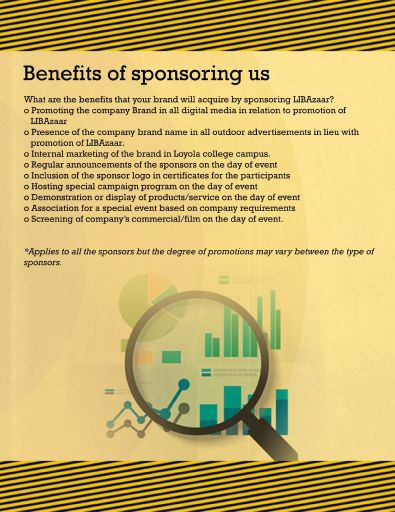 Benefits of sponsoring us
What are the benefits that your brand will acquire by sponsoring LIBAzaar?
o Promoting the company Brand in all digital media in relation to promotion of
LIBAzaar
o Presence of the company brand name in all outdoor advertisements in lieu with
promotion of LIBAzaar.
o Internal marketing of the brand in Loyola college campus.
o Regular announcements of the sponsors on the day of event
o Inclusion of the sponsor logo in certificates for the participants
o Hosting special campaign program on the day of event
o Demonstration or display of products/service on the day of event
o Association for a special event based on company requirements
o Screening of company's commercial/film on the day of event.
*Applies to all the sponsors but the degree of promotions may vary between the type of
sponsors.